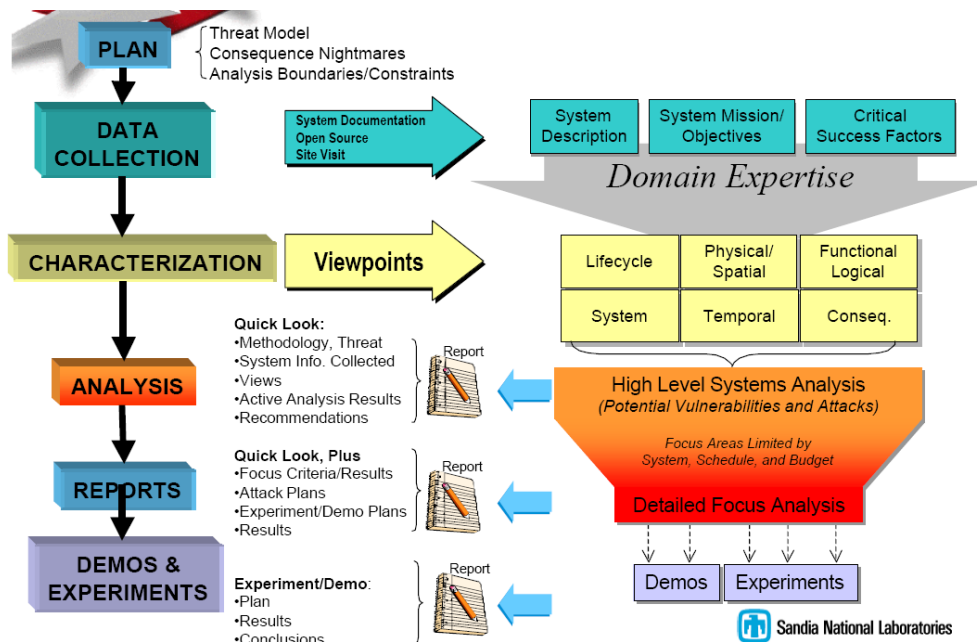 PLAN
Threat Model
Consequence Nightmares
Analysis Boundaries/Constraints
DATA
COLLECTION
System Documentation
Open Source
Site Visit
System
Description
System Mission/
Objectives
Critical
Success Factors
Domain Expertise
CHARACTERIZATION
Viewpoints
Lifecycle
Physical/
Spatial
Functional
Logical
System
Temporal
Conseq.
ANALYSIS
Quick Look:
•Methodology, Threat
•System Info. Collected
•Views
•Active Analysis Results
•Recommendations
Report
High Level Systems Analysis
(Potential Vulnerabilities and Attacks)
Focus Areas Limited by
System, Schedule, and Budget
Detailed Focus Analysis
REPORTS
Quick Look, Plus
•Focus Criteria/Results
•Attack Plans
•Experiment/Demo Plans
•Results
Report
DEMOS &
EXPERIMENTS
Experiment/Demo:
•Plan
•Results
•Conclusions
Report
Demos
Experiments
Sandia National Laboratories